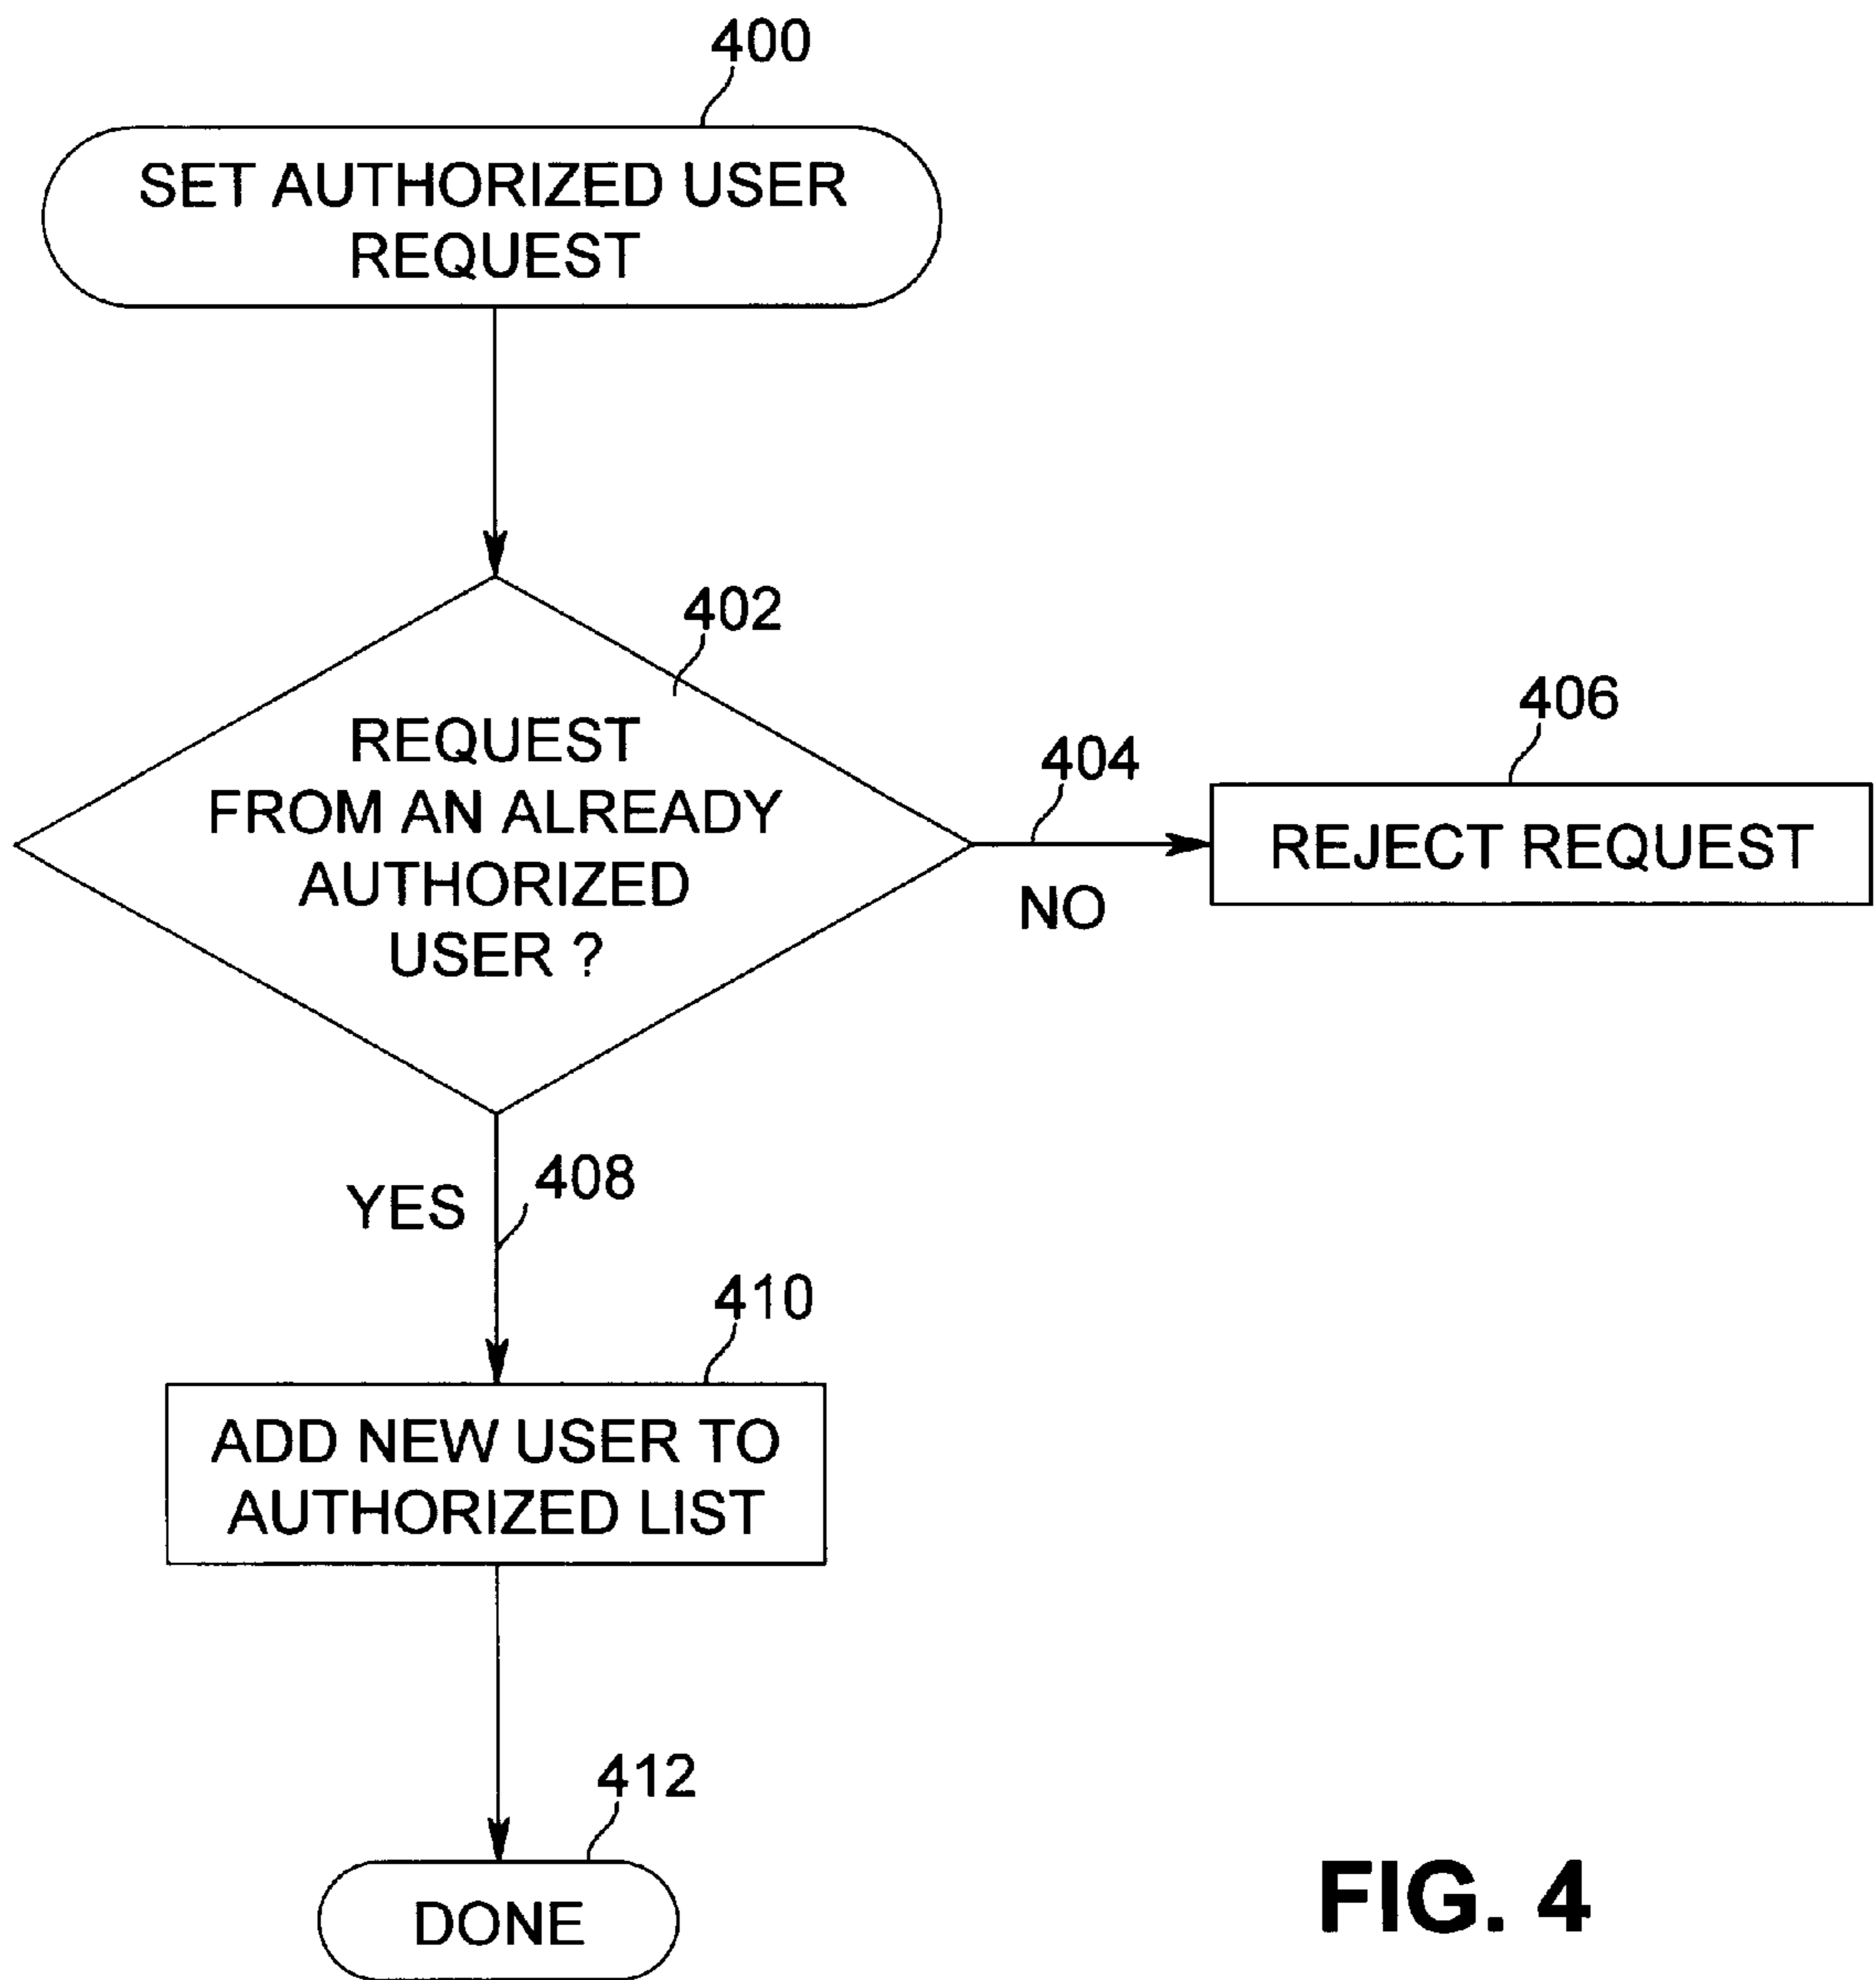 400
SET AUTHORIZED USER
REQUEST
402
REQUEST
FROM AN ALREADY
AUTHORIZED
USER ?
404
NO
406
REJECT REQUEST
YES
408
410
ADD NEW USER TO
AUTHORIZED LIST
412
DONE
FIG. 4